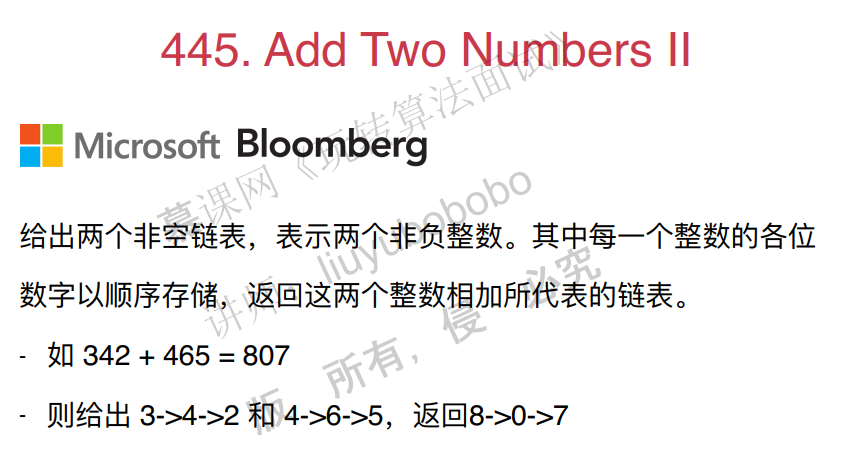 445. Add Two Numbers II
Microsoft Bloomberg
给出两个非空链表，表示两个非负整数。其中每一个整数的各位
数字以顺序存储，返回这两个整数相加所代表的链表。
- 如 342 + 465 = 807
- 则给出 3->4->2 和 4->6->5，返回8->0->7
慕课网《玩转算法面试》
讲师：liuyubobobo
版 所有，侵 必究